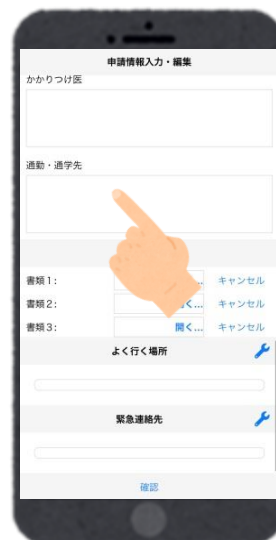 申請情報入力・編集
かかりつけ医
通勤・通学先
書類1: キャンセル
書類2: く... キャンセル
書類3: 開く... キャンセル
よく行く場所
緊急連絡先
確認